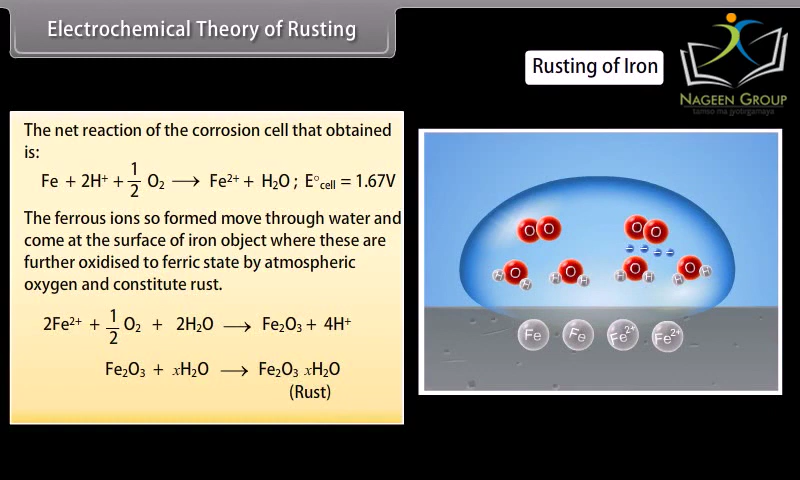 Electrochemical Theory of Rusting
Rusting of Iron
NAGEEN GROUP
tamso ma jyotirgamaya
The net reaction of the corrosion cell that obtained
is:
Fe + 2H⁺ + 1/2 O₂ ⟶ Fe²⁺ + H₂O ; E°cell = 1.67V
The ferrous ions so formed move through water and
come at the surface of iron object where these are
further oxidised to ferric state by atmospheric
oxygen and constitute rust.
2Fe²⁺ + 1/2 O₂ + 2H₂O ⟶ Fe₂O₃ + 4H⁺
Fe₂O₃ + xH₂O ⟶ Fe₂O₃ xH₂O
(Rust)
O O O O
H O H H O H H O H H O H
Fe Fe Fe²⁺ Fe²⁺